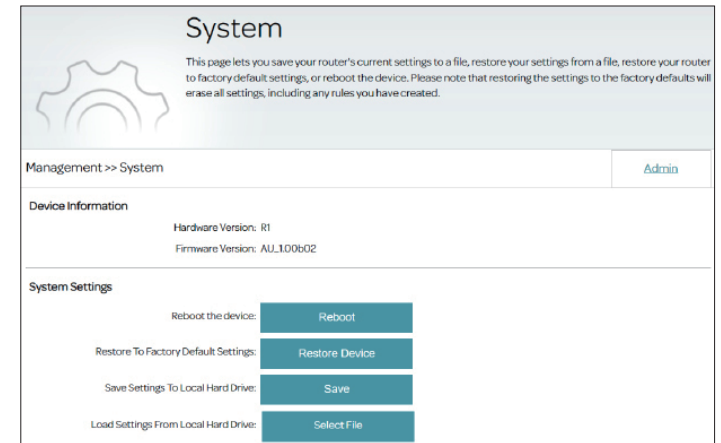 System
This page lets you save your router's current settings to a file, restore your settings from a file, restore your router
to factory default settings, or reboot the device. Please note that restoring the settings to the factory defaults will
erase all settings, including any rules you have created.
Management >> System
Admin
Device Information
Hardware Version: R1
Firmware Version: AU_1.00b02
System Settings
Reboot the device: Reboot
Restore To Factory Default Settings: Restore Device
Save Settings To Local Hard Drive: Save
Load Settings From Local Hard Drive: Select File